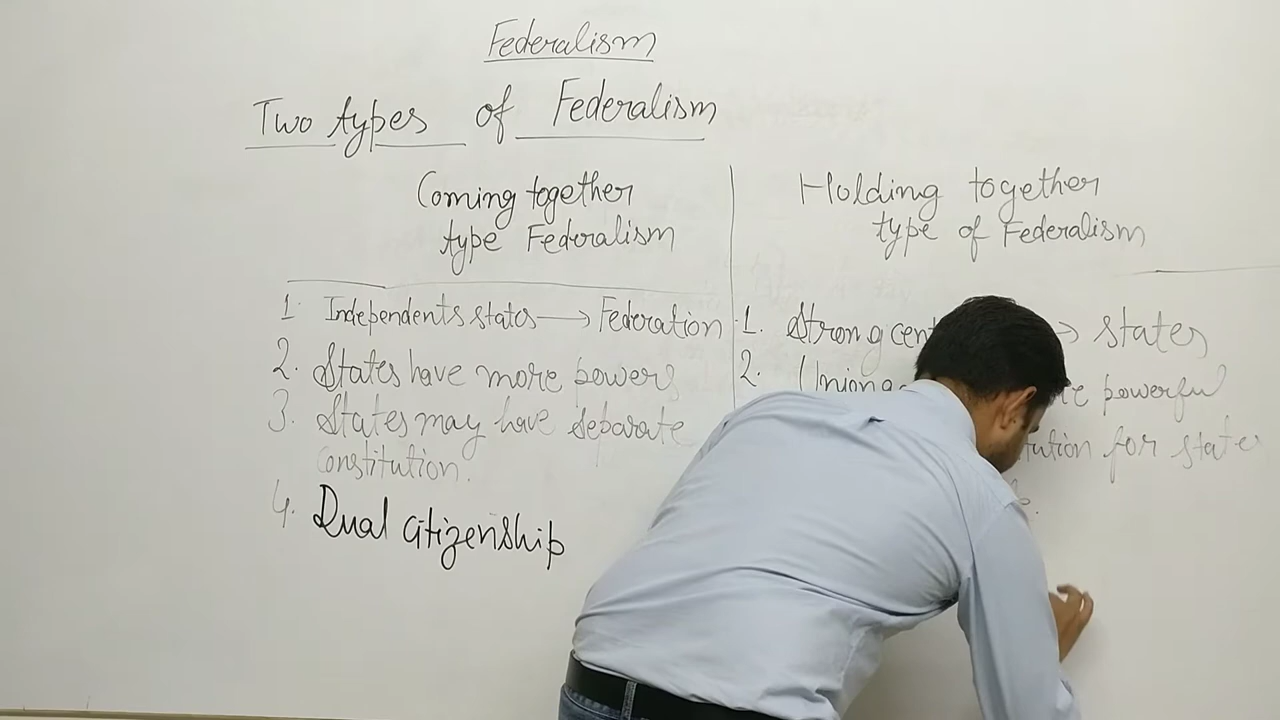 Federalism
Two types of Federalism
Coming together
type Federalism
Holding together
type of Federalism
1. Independents states → Federation
2. States have more powers
3. States may have separate
constitution.
4. Dual citizenship
1. Strong cen → states
2. Union powerful
for states